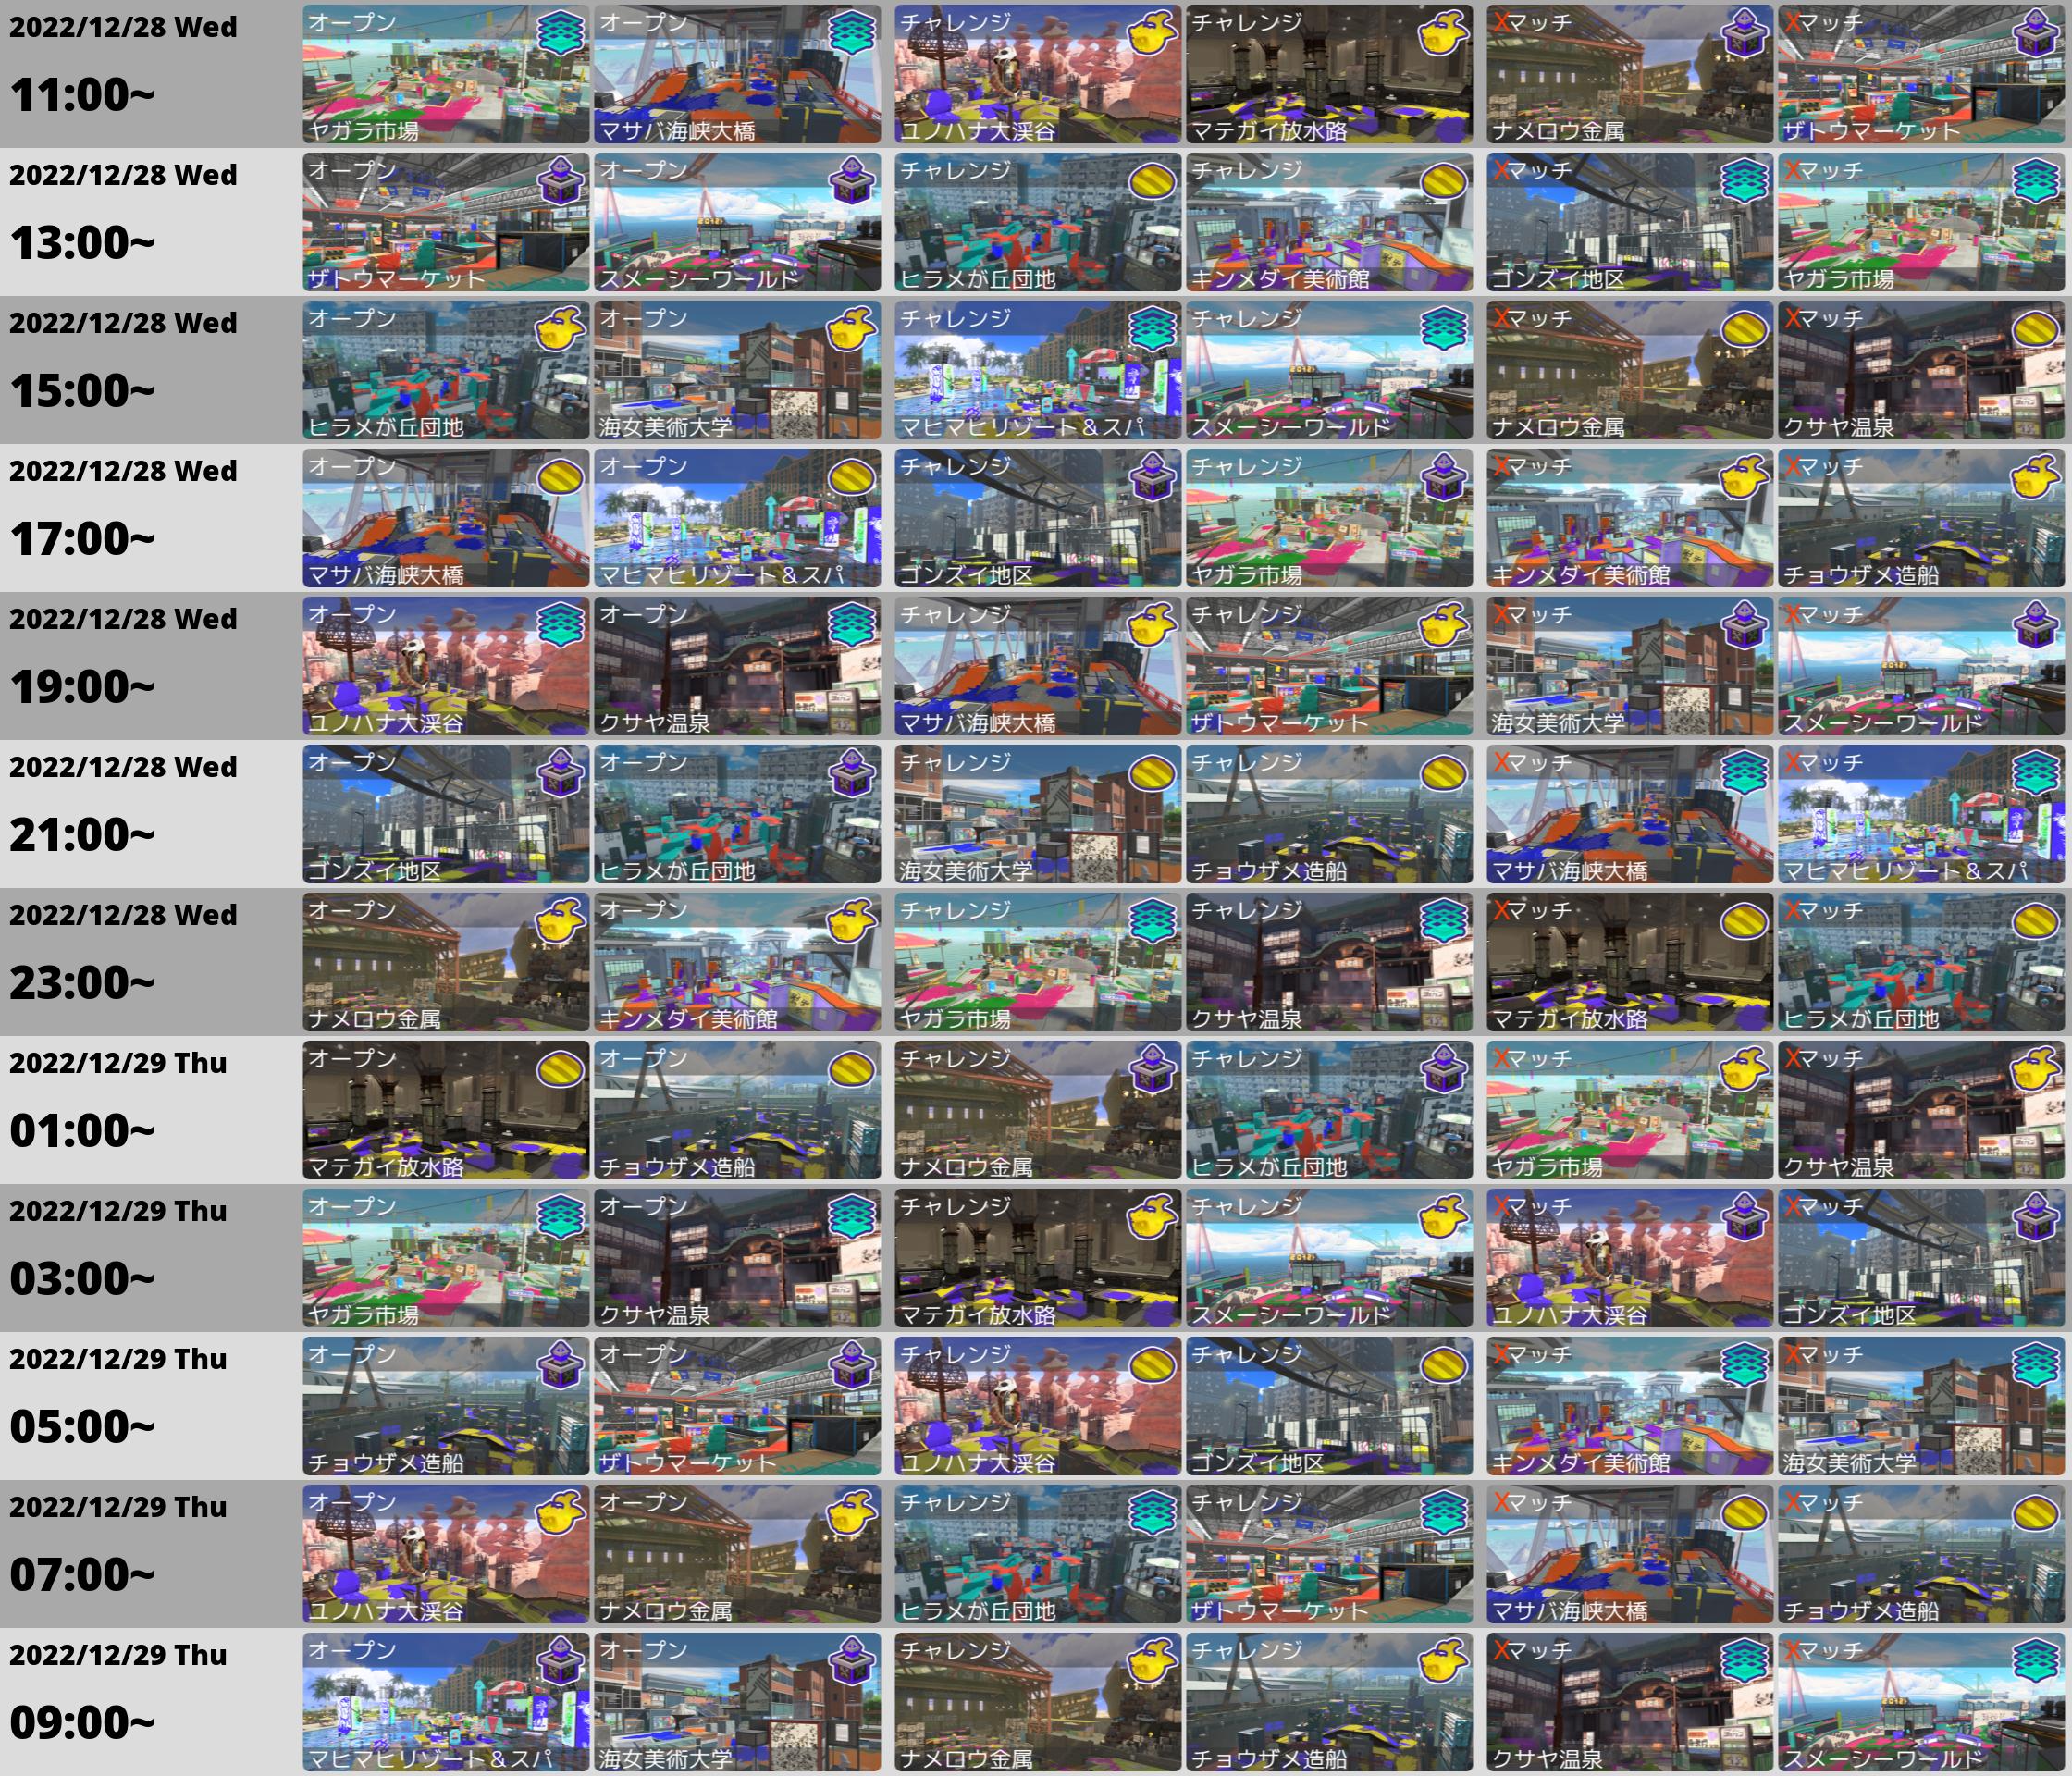 2022/12/28 Wed
11:00~
オープン
ヤガラ市場
オープン
マサバ海峡大橋
チャレンジ
ユノハナ大渓谷
チャレンジ
マテガイ放水路
Xマッチ
ナメロウ金属
Xマッチ
ザトウマーケット
2022/12/28 Wed
13:00~
オープン
ザトウマーケット
オープン
スメーシーワールド
チャレンジ
ヒラメが丘団地
チャレンジ
キンメダイ美術館
Xマッチ
ゴンズイ地区
Xマッチ
ヤガラ市場
2022/12/28 Wed
15:00~
オープン
ヒラメが丘団地
オープン
海女美術大学
チャレンジ
マヒマヒリゾート＆スパ
チャレンジ
スメーシーワールド
Xマッチ
ナメロウ金属
Xマッチ
クサヤ温泉
2022/12/28 Wed
17:00~
オープン
マサバ海峡大橋
オープン
マヒマヒリゾート＆スパ
チャレンジ
ゴンズイ地区
チャレンジ
ヤガラ市場
Xマッチ
キンメダイ美術館
Xマッチ
チョウザメ造船
2022/12/28 Wed
19:00~
オープン
ユノハナ大渓谷
オープン
クサヤ温泉
チャレンジ
マサバ海峡大橋
チャレンジ
ザトウマーケット
Xマッチ
海女美術大学
Xマッチ
スメーシーワールド
2022/12/28 Wed
21:00~
オープン
ゴンズイ地区
オープン
ヒラメが丘団地
チャレンジ
海女美術大学
チャレンジ
チョウザメ造船
Xマッチ
マサバ海峡大橋
Xマッチ
マヒマヒリゾート＆スパ
2022/12/28 Wed
23:00~
オープン
ナメロウ金属
オープン
キンメダイ美術館
チャレンジ
ヤガラ市場
チャレンジ
クサヤ温泉
Xマッチ
マテガイ放水路
Xマッチ
ヒラメが丘団地
2022/12/29 Thu
01:00~
オープン
マテガイ放水路
オープン
チョウザメ造船
チャレンジ
ナメロウ金属
チャレンジ
ヒラメが丘団地
Xマッチ
ヤガラ市場
Xマッチ
クサヤ温泉
2022/12/29 Thu
03:00~
オープン
ヤガラ市場
オープン
クサヤ温泉
チャレンジ
マテガイ放水路
チャレンジ
スメーシーワールド
Xマッチ
ユノハナ大渓谷
Xマッチ
ゴンズイ地区
2022/12/29 Thu
05:00~
オープン
チョウザメ造船
オープン
ザトウマーケット
チャレンジ
ユノハナ大渓谷
チャレンジ
ゴンズイ地区
Xマッチ
キンメダイ美術館
Xマッチ
海女美術大学
2022/12/29 Thu
07:00~
オープン
ユノハナ大渓谷
オープン
ナメロウ金属
チャレンジ
ヒラメが丘団地
チャレンジ
ザトウマーケット
Xマッチ
マサバ海峡大橋
Xマッチ
チョウザメ造船
2022/12/29 Thu
09:00~
オープン
マヒマヒリゾート＆スパ
オープン
海女美術大学
チャレンジ
ナメロウ金属
チャレンジ
チョウザメ造船
Xマッチ
クサヤ温泉
Xマッチ
スメーシーワールド